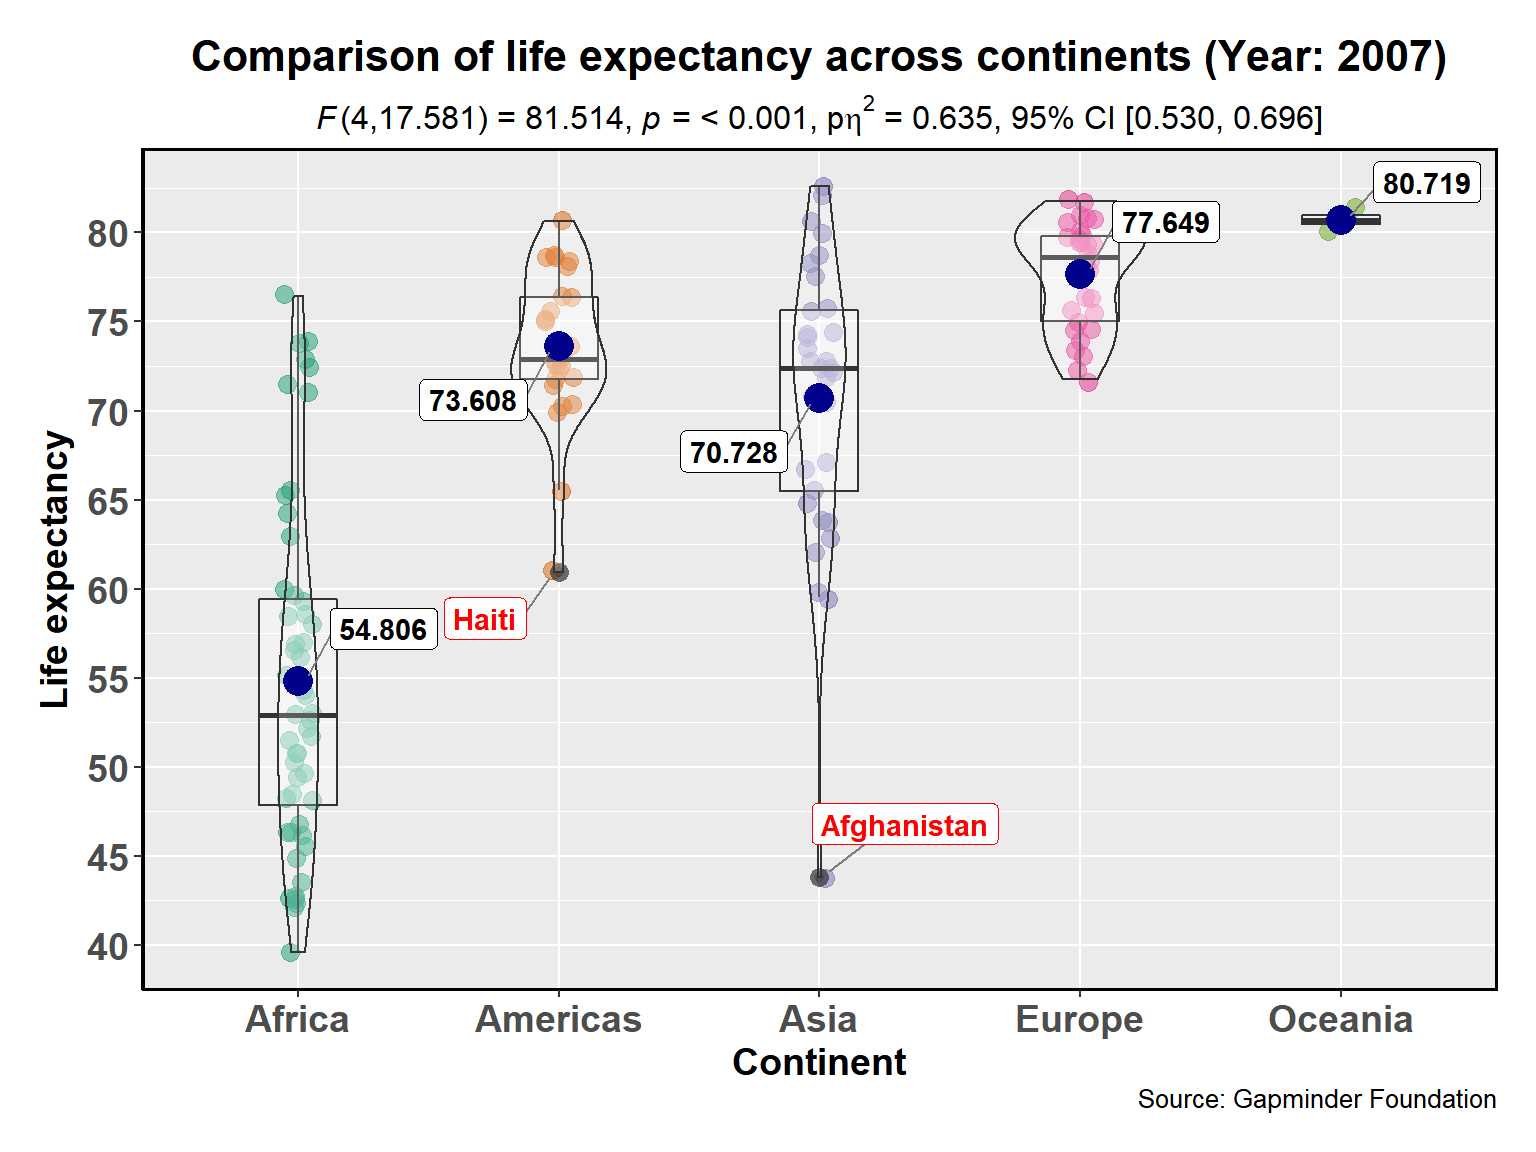 Comparison of life expectancy across continents (Year: 2007)
F(4,17.581) = 81.514, p = < 0.001, pη² = 0.635, 95% CI [0.530, 0.696]
Life expectancy
80
75
70
65
60
55
50
45
40
80.719
77.649
73.608
70.728
Haiti
54.806
Afghanistan
Africa Americas Asia Europe Oceania
Continent
Source: Gapminder Foundation